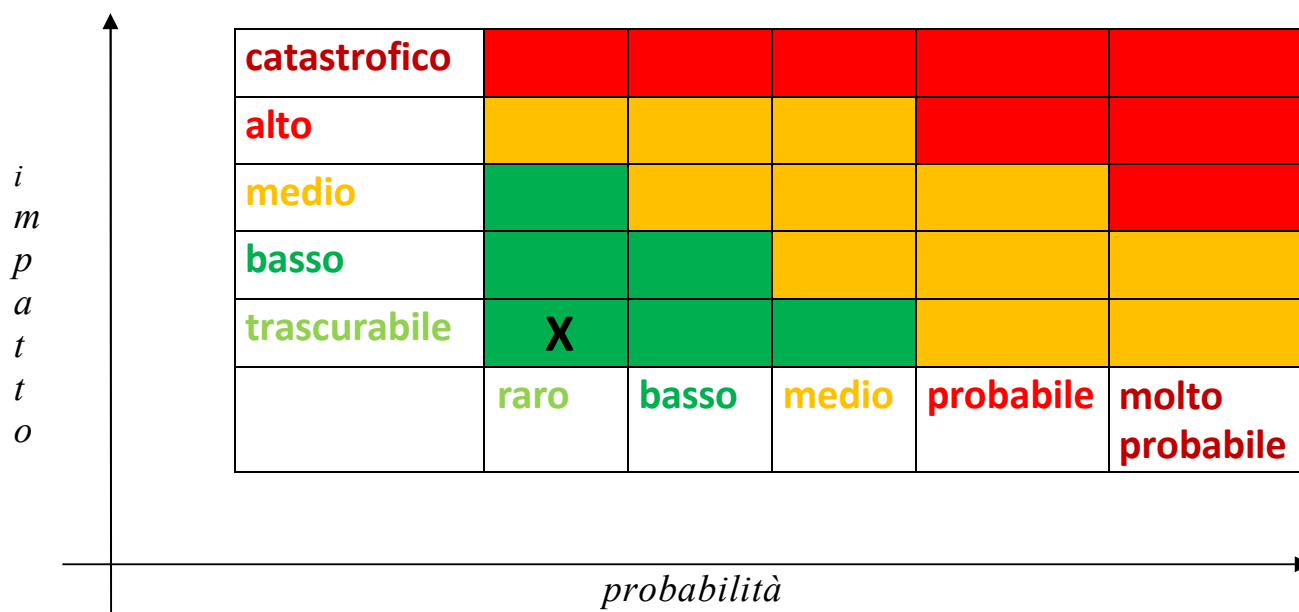 catastrofico
alto
medio
basso
trascurabile X
raro basso medio probabile molto
probabile
i
m
p
a
t
t
o
probabilità